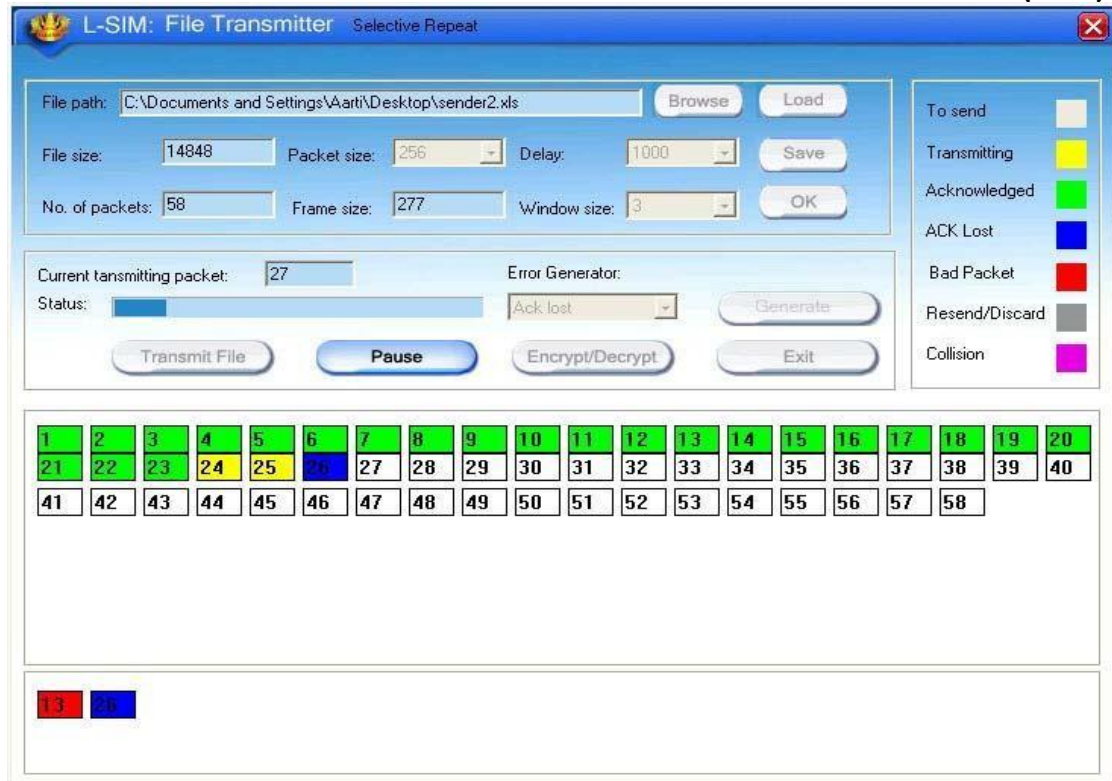 L-SIM: File Transmitter Selective Repeat
File path: C:\Documents and Settings\Aarti\Desktop\sender2.xls Browse Load
File size: 14848 Packet size: 256 Delay: 1000 Save
No. of packets: 58 Frame size: 277 Window size: 3 OK
Current tansmitting packet: 27 Error Generator:
Status: Ack lost Generate
Transmit File Pause Encrypt/Decrypt Exit
To send
Transmitting
Acknowledged
ACK Lost
Bad Packet
Resend/Discard
Collision
1 2 3 4 5 6 7 8 9 10 11 12 13 14 15 16 17 18 19 20
21 22 23 24 25 26 27 28 29 30 31 32 33 34 35 36 37 38 39 40
41 42 43 44 45 46 47 48 49 50 51 52 53 54 55 56 57 58
13 26